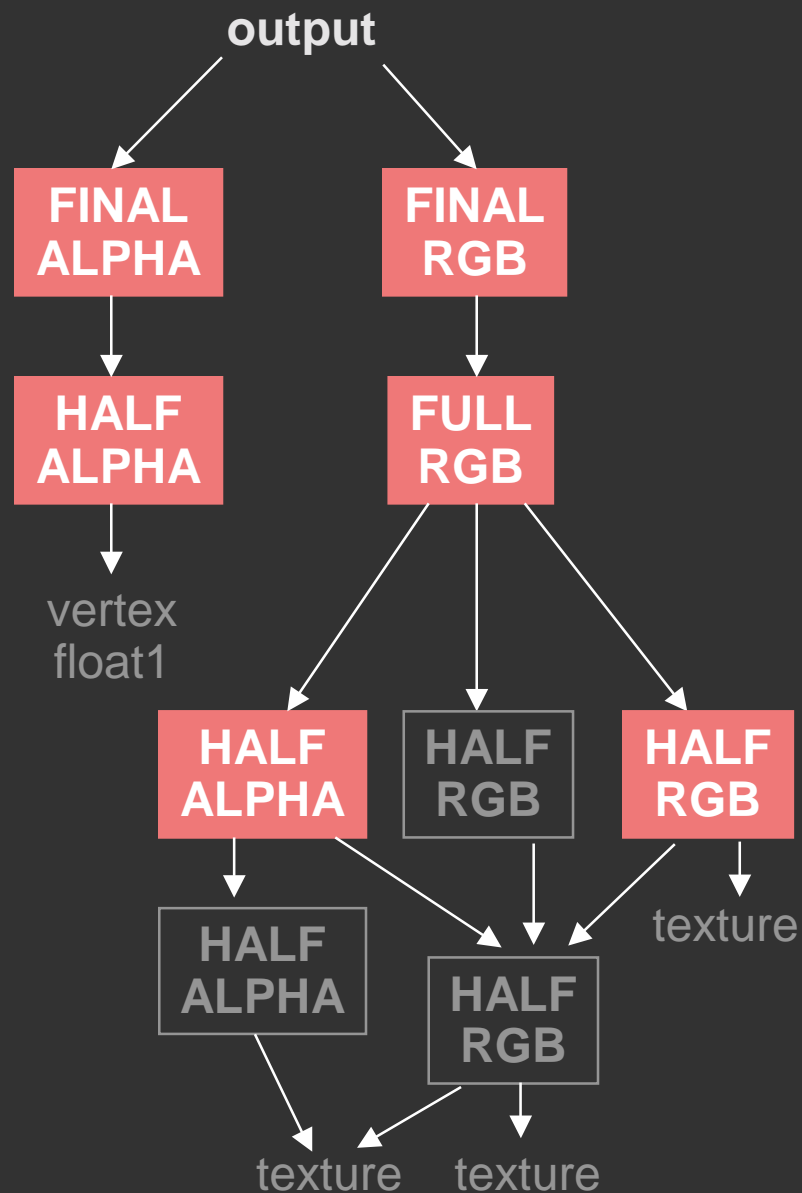 output
FINAL
ALPHA
FINAL
RGB
HALF
ALPHA
FULL
RGB
vertex
float1
HALF
ALPHA
HALF
RGB
HALF
RGB
texture
HALF
ALPHA
HALF
RGB
texture
texture